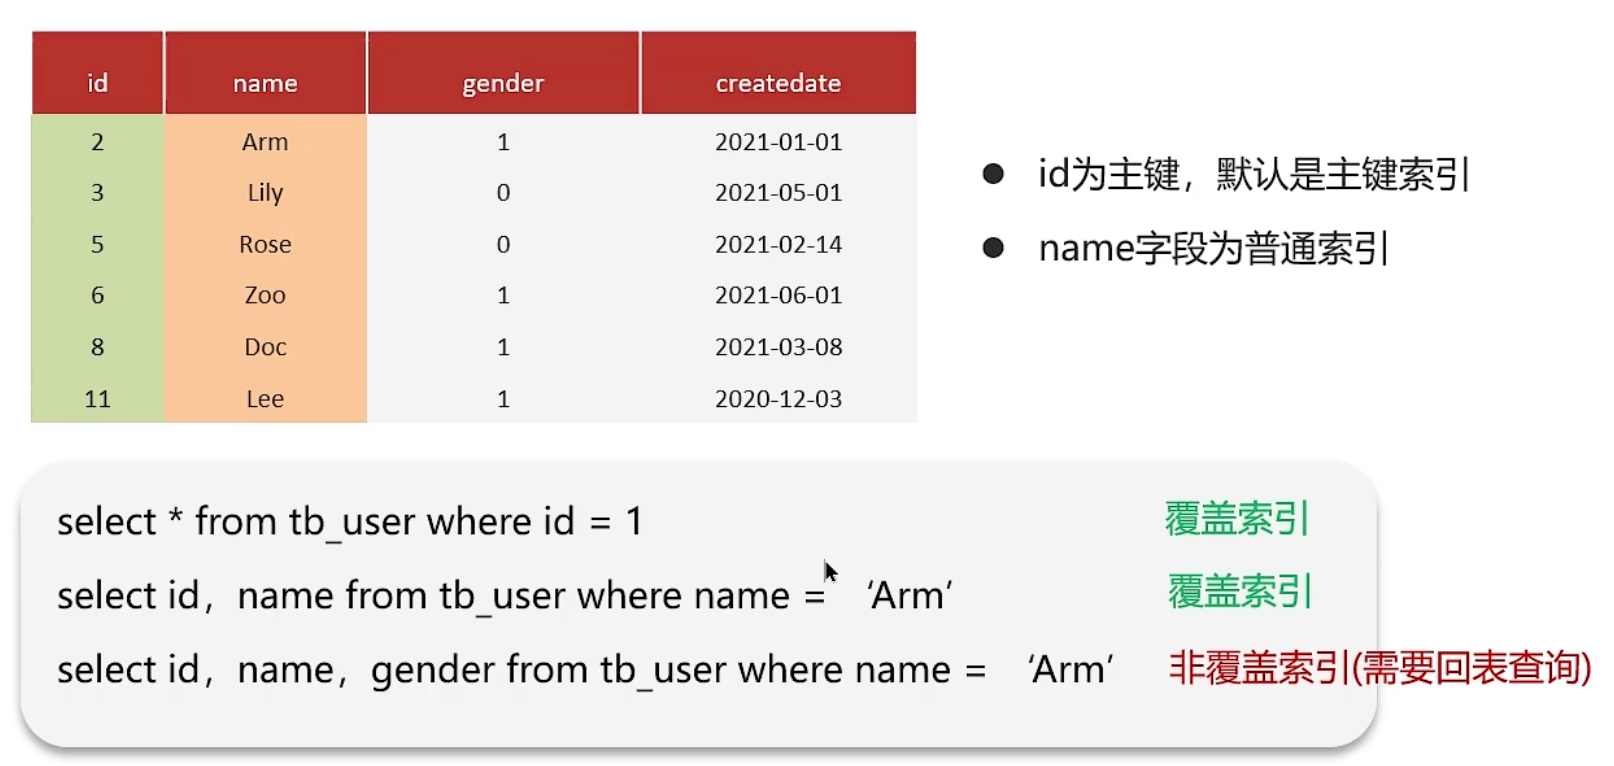 id name gender createdate
2 Arm 1 2021-01-01
3 Lily 0 2021-05-01
5 Rose 0 2021-02-14
6 Zoo 1 2021-06-01
8 Doc 1 2021-03-08
11 Lee 1 2020-12-03
● id为主键，默认是主键索引
● name字段为普通索引
select * from tb_user where id = 1 覆盖索引
select id，name from tb_user where name = ‘Arm’ 覆盖索引
select id，name，gender from tb_user where name = ‘Arm’ 非覆盖索引(需要回表查询)